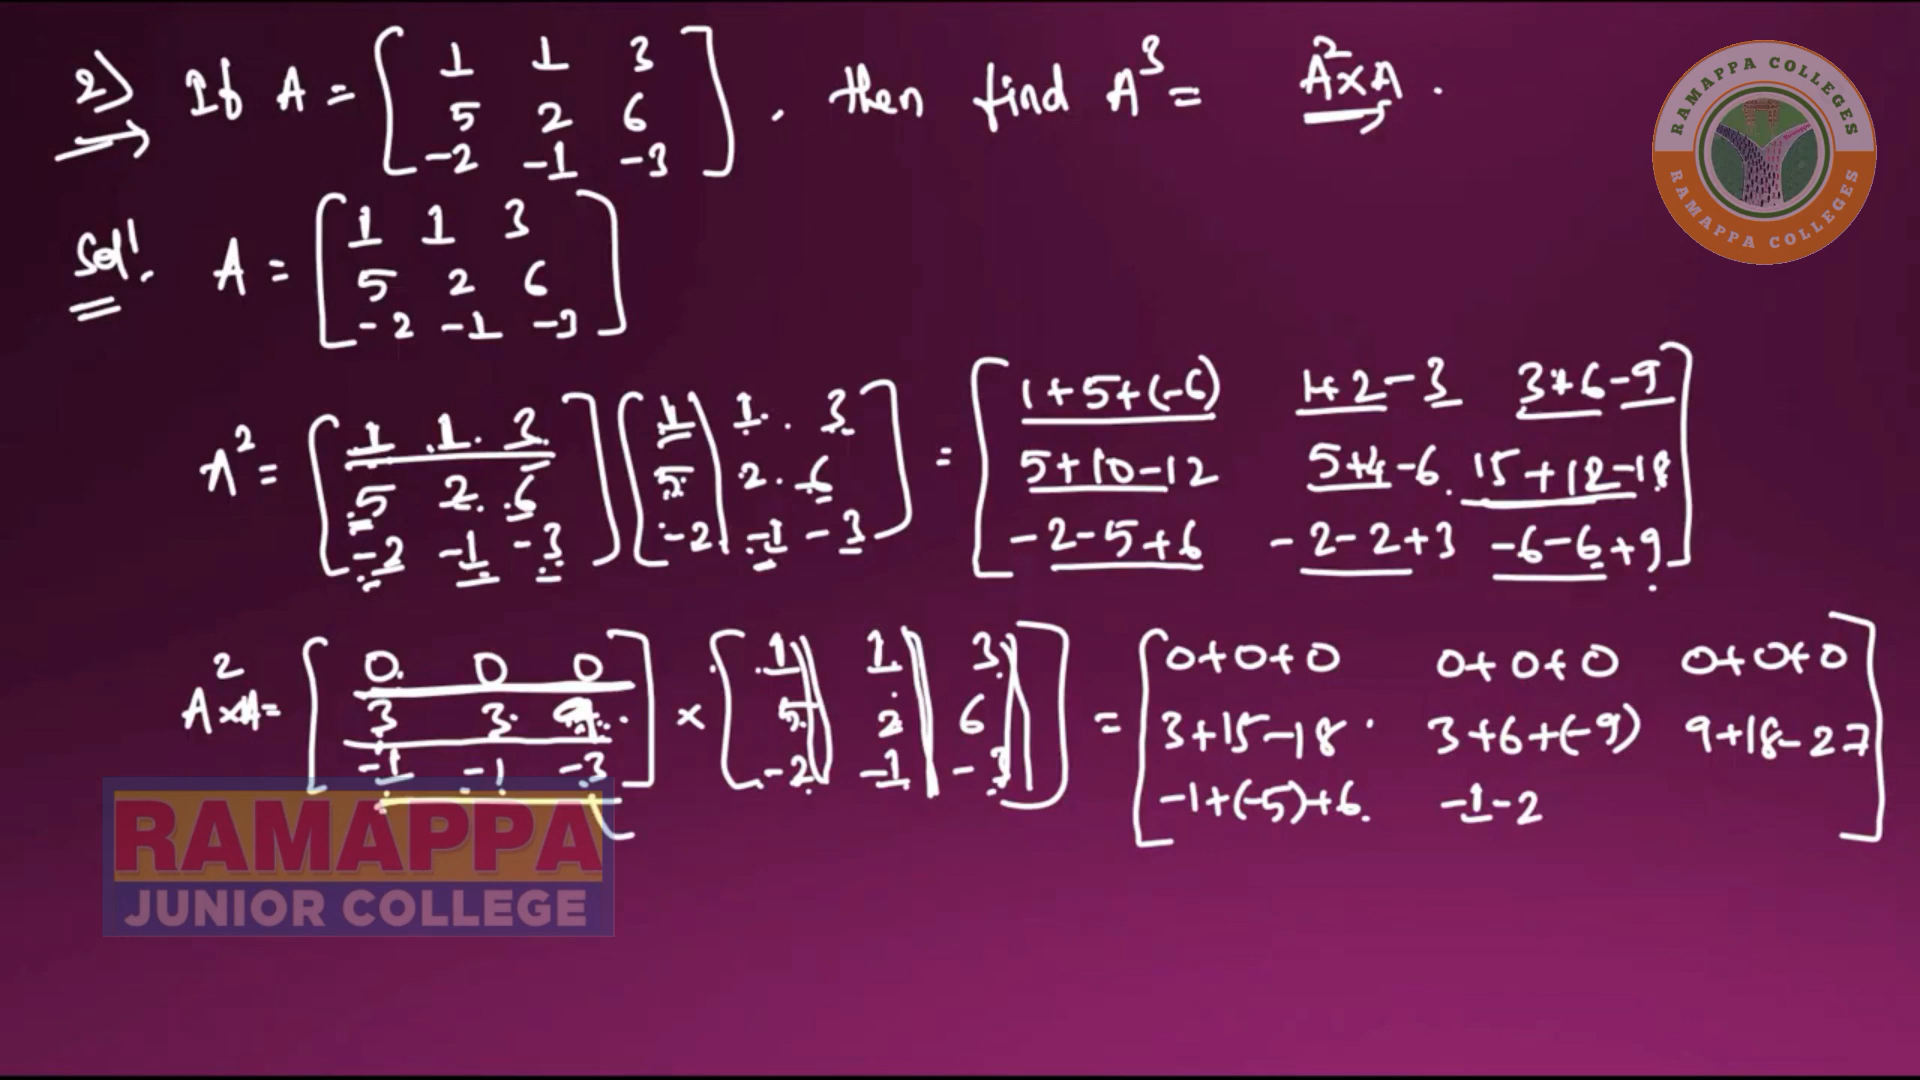 2) If A = [ 1 1 3
5 2 6
-2 -1 -3 ] , then find A³ = A²×A .
Sol! A = [ 1 1 3
5 2 6
-2 -1 -3 ]
A² = [ 1 1 3 ] [ 1 1 3 ] = [ 1+5+(-6) 1+2-3 3+6-9 ]
5 2 6 5 2 6 5+10-12 5+4-6 15+12-18
-2 -1 -3 -2 -1 -3 -2-5+6 -2-2+3 -6-6+9
A²×A = [ 0 0 0 ] × [ 1 1 3 ] = [ 0+0+0 0+0+0 0+0+0 ]
3 3 9 5 2 6 3+15-18 3+6+(-9) 9+18-27
-1 -1 -3 -2 -1 -3 -1+(-5)+6 -1-2
RAMAPPA COLLEGES
RAMAPPA COLLEGES
RAMAPPA
JUNIOR COLLEGE